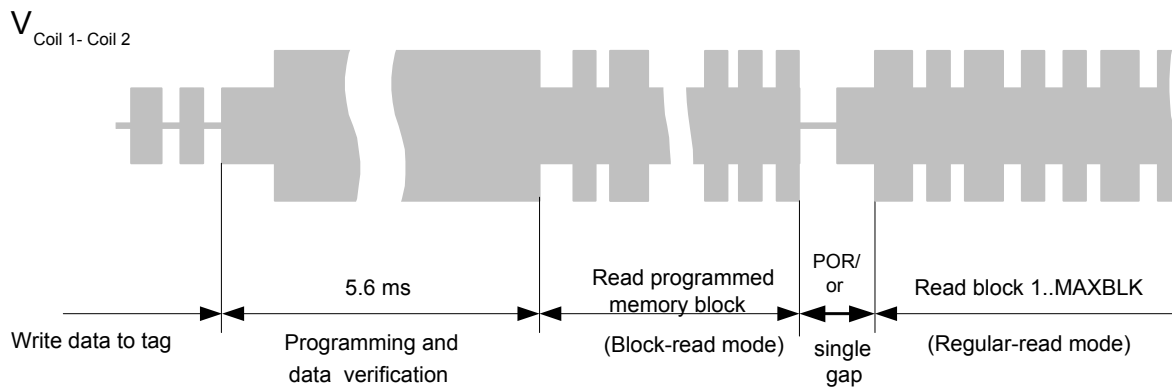 V Coil 1- Coil 2
5.6 ms
Read programmed
memory block
POR/
or
Read block 1..MAXBLK
Write data to tag
Programming and
data verification
(Block-read mode)
single
gap
(Regular-read mode)